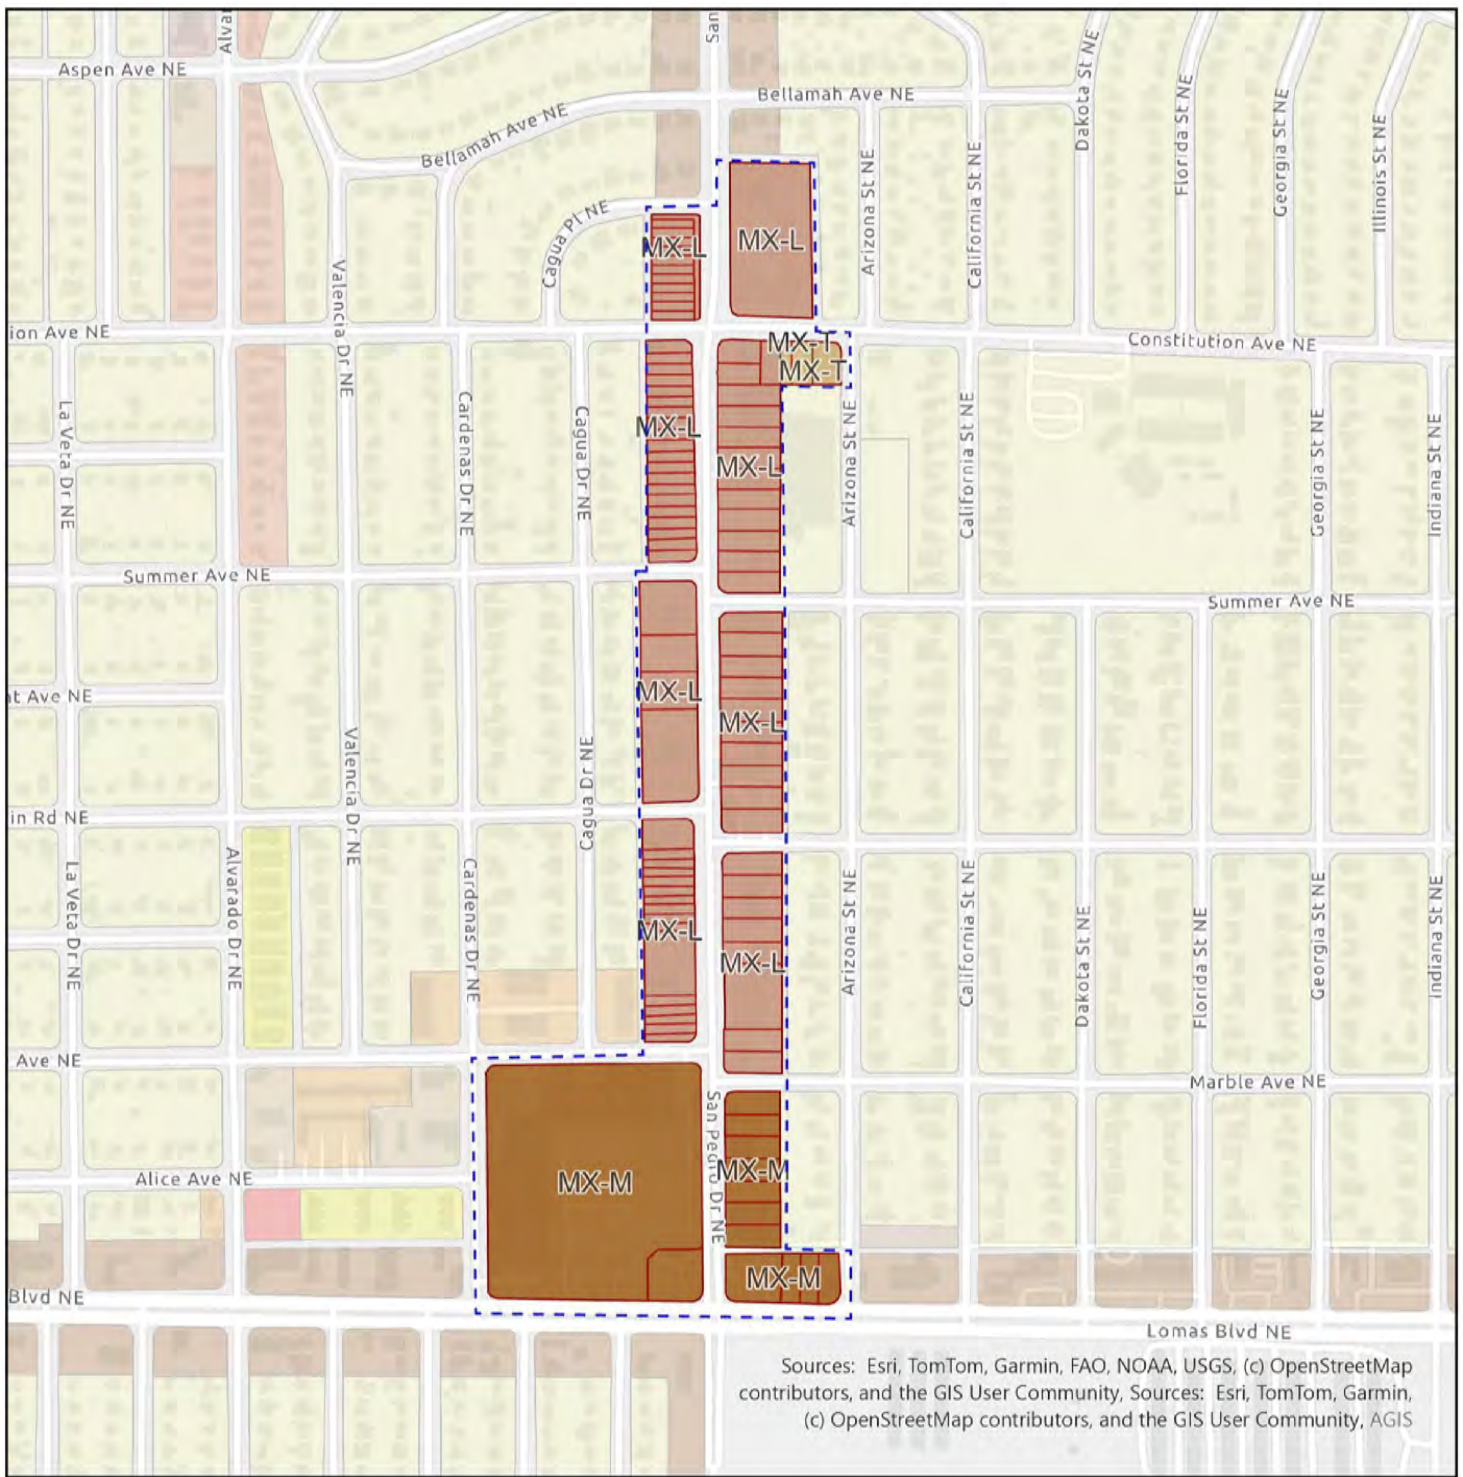 Alvar
San
Aspen Ave NE
Bellamah Ave NE
Bellamah Ave NE
Dakota St NE
Florida St NE
Georgia St NE
Illinois St NE
Arizona St NE
California St NE
Cagua Pl NE
MX-L
MX-L
Valencia Dr NE
ion Ave NE
MX-T
MX-T
Constitution Ave NE
La Veta Dr NE
Cardenas Dr NE
Cagua Dr NE
MX-L
MX-L
Arizona St NE
California St NE
Georgia St NE
Indiana St NE
Summer Ave NE
Summer Ave NE
t Ave NE
MX-L
MX-L
Valencia Dr NE
Cagua Dr NE
in Rd NE
La Veta Dr NE
Alvarado Dr NE
Cardenas Dr NE
MX-L
MX-L
Arizona St NE
California St NE
Dakota St NE
Florida St NE
Georgia St NE
Indiana St NE
Ave NE
Marble Ave NE
San Pedro Dr NE
Alice Ave NE
MX-M
MX-M
MX-M
Blvd NE
Lomas Blvd NE
Sources: Esri, TomTom, Garmin, FAO, NOAA, USGS, (c) OpenStreetMap
contributors, and the GIS User Community, Sources: Esri, TomTom, Garmin,
(c) OpenStreetMap contributors, and the GIS User Community, AGIS